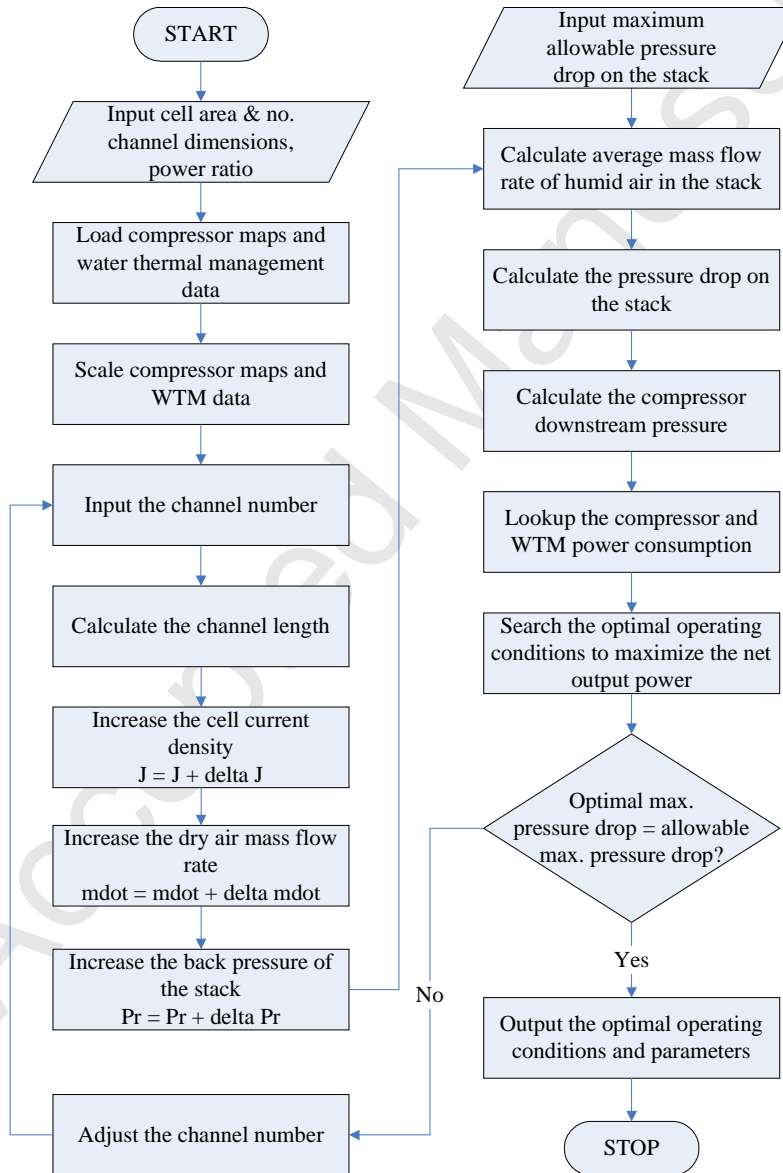 START
Input cell area & no.
channel dimensions,
power ratio
Load compressor maps and
water thermal management
data
Scale compressor maps and
WTM data
Input the channel number
Calculate the channel length
Increase the cell current
density
J = J + delta J
Increase the dry air mass flow
rate
mdot = mdot + delta mdot
Increase the back pressure of
the stack
Pr = Pr + delta Pr
Adjust the channel number
Input maximum
allowable pressure
drop on the stack
Calculate average mass flow
rate of humid air in the stack
Calculate the pressure drop on
the stack
Calculate the compressor
downstream pressure
Lookup the compressor and
WTM power consumption
Search the optimal operating
conditions to maximize the net
output power
Optimal max.
pressure drop = allowable
max. pressure drop?
No
Yes
Output the optimal operating
conditions and parameters
STOP
Accepted Manus